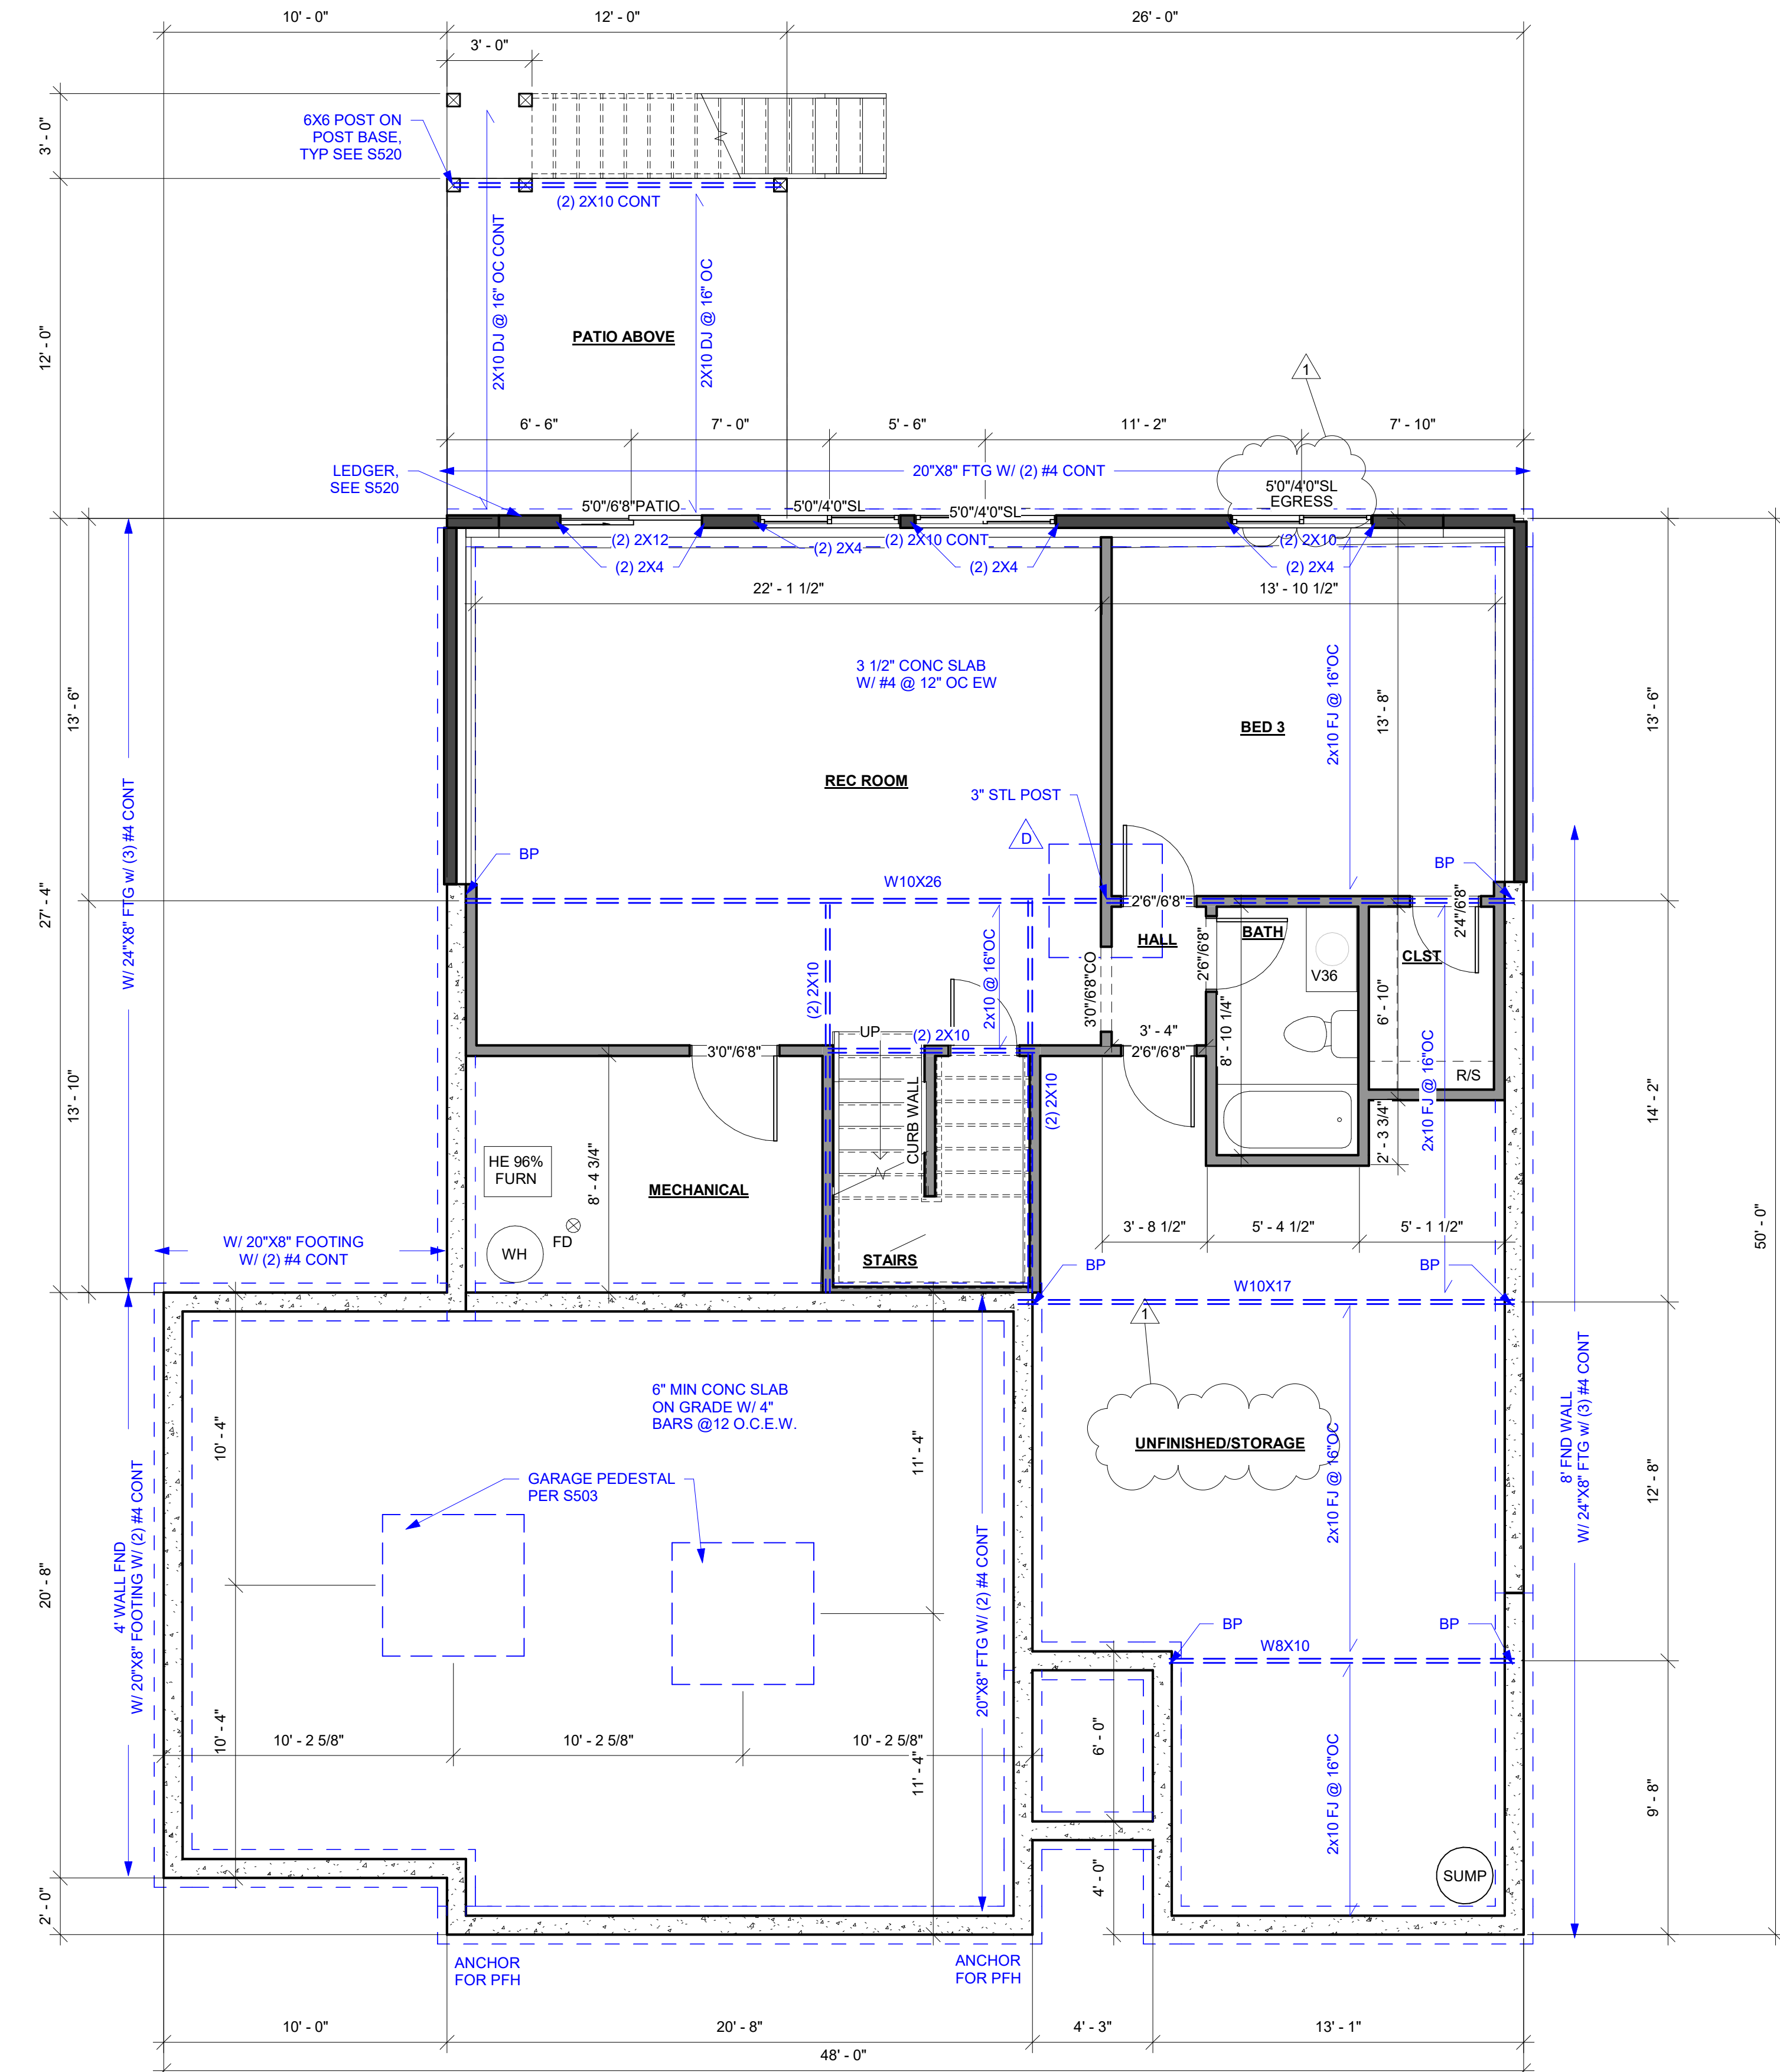 10' - 0"
12' - 0"
26' - 0"
3' - 0"
3' - 0"
6X6 POST ON
POST BASE,
TYP SEE S520
(2) 2X10 CONT
2X10 DJ @ 16" OC CONT
2X10 DJ @ 16" OC
12' - 0"
PATIO ABOVE
1
6' - 6"
7' - 0"
5' - 6"
11' - 2"
7' - 10"
LEDGER,
SEE S520
20"X8" FTG W/ (2) #4 CONT
5'0"/6'8"PATIO
5'0"/4'0"SL
5'0"/4'0"SL
5'0"/4'0"SL
EGRESS
(2) 2X12
(2) 2X4
(2) 2X10 CONT
(2) 2X10
(2) 2X4
(2) 2X4
(2) 2X4
22' - 1 1/2"
13' - 10 1/2"
3 1/2" CONC SLAB
W/ #4 @ 12" OC EW
2x10 FJ @ 16"OC
13' - 8"
13' - 6"
13' - 6"
BED 3
REC ROOM
3" STL POST
D
W/ 24"X8" FTG w/ (3) #4 CONT
27' - 4"
BP
BP
W10X26
2'6"/6'8"
2'4"/6'8"
HALL
BATH
CLST
2'6"/6'8"
V36
(2) 2X10
2x10 @ 16"OC
3'0"/6'8"CO
6' - 10"
8' - 10 1/4"
UP
(2) 2X10
3' - 4"
3'0"/6'8"
2'6"/6'8"
2x10 FJ @ 16"OC
R/S
13' - 10"
14' - 2"
(2) 2X10
CURB WALL
2' - 3 3/4"
HE 96%
FURN
8' - 4 3/4"
MECHANICAL
FD
WH
STAIRS
3' - 8 1/2"
5' - 4 1/2"
5' - 1 1/2"
50' - 0"
W/ 20"X8" FOOTING
W/ (2) #4 CONT
BP
BP
W10X17
1
8' FND WALL
W/ 24"X8" FTG w/ (3) #4 CONT
6" MIN CONC SLAB
ON GRADE W/ 4"
BARS @12 O.C.E.W.
10' - 4"
11' - 4"
UNFINISHED/STORAGE
2x10 FJ @ 16"OC
12' - 8"
GARAGE PEDESTAL
PER S503
4' WALL FND
W/ 20"X8" FOOTING W/ (2) #4 CONT
20' - 8"
20"X8" FTG W/ (2) #4 CONT
BP
BP
W8X10
10' - 4"
10' - 2 5/8"
10' - 2 5/8"
10' - 2 5/8"
11' - 4"
6' - 0"
2x10 FJ @ 16"OC
9' - 8"
SUMP
4' - 0"
2' - 0"
ANCHOR
FOR PFH
ANCHOR
FOR PFH
10' - 0"
20' - 8"
4' - 3"
13' - 1"
48' - 0"